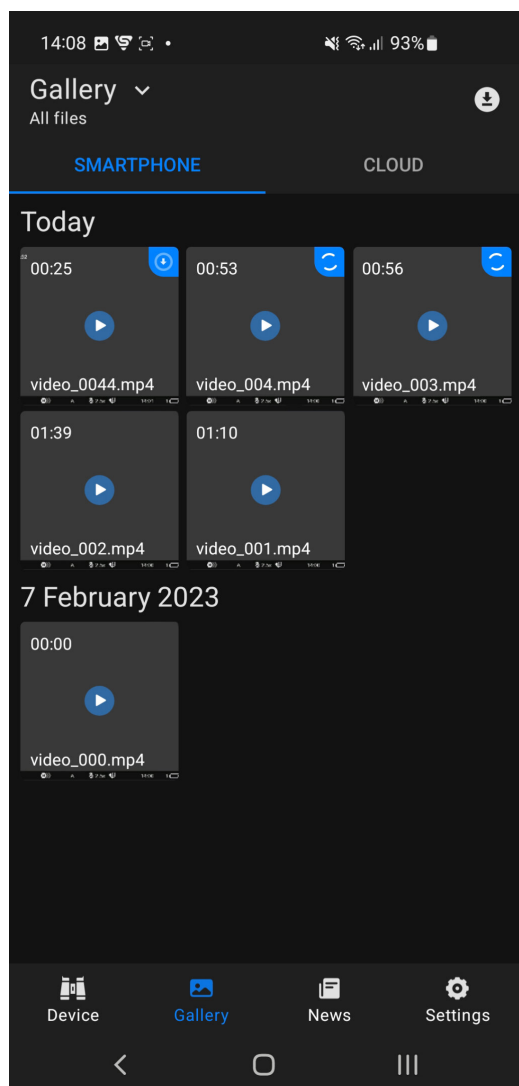 14:08 93%
Gallery
All files
SMARTPHONE CLOUD
Today
00:25 00:53 00:56
video_0044.mp4 video_004.mp4 video_003.mp4
01:39 01:10
video_002.mp4 video_001.mp4
7 February 2023
00:00
video_000.mp4
Device Gallery News Settings